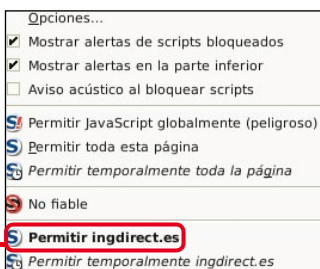 Opciones...
Mostrar alertas de scripts bloqueados
Mostrar alertas en la parte inferior
Aviso acústico al bloquear scripts
Permitir JavaScript globalmente (peligroso)
Permitir toda esta página
Permitir temporalmente toda la página
No fiable
Permitir ingdirect.es
Permitir temporalmente ingdirect.es